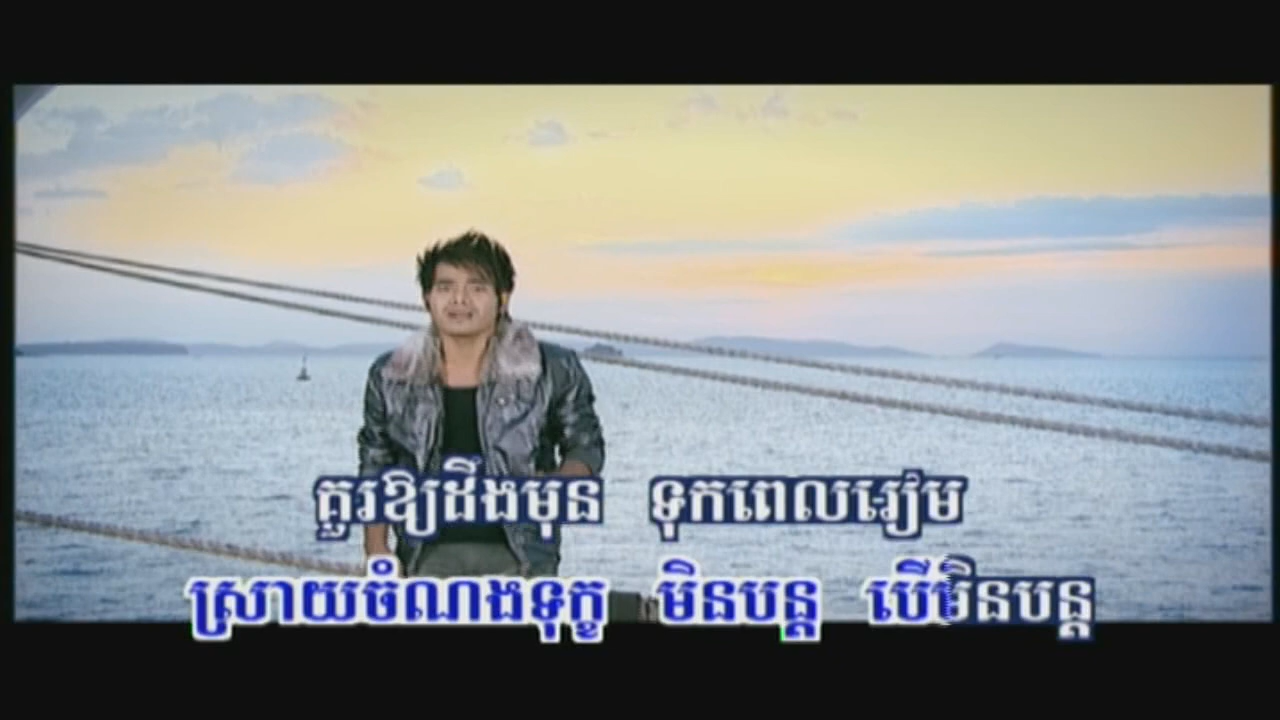 គួរឱ្យដឹងមុន ទុកពេលរៀម
ស្រាយចំណងទុក្ខ មិនបន្ត បើមិនបន្ត